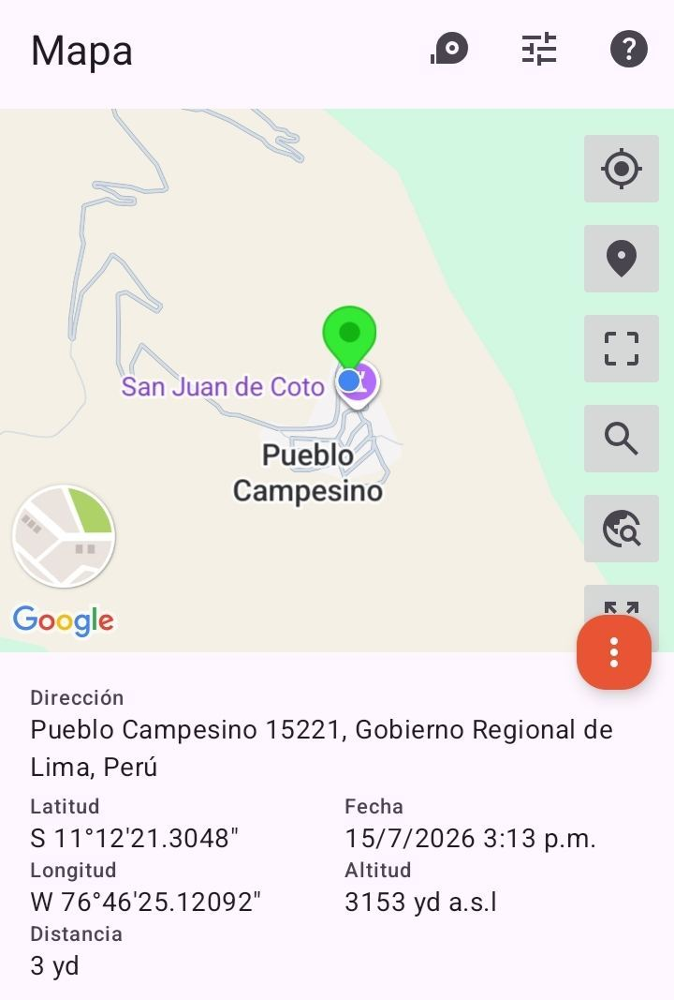 Mapa
San Juan de Coto
Pueblo
Campesino
Google
Dirección
Pueblo Campesino 15221, Gobierno Regional de
Lima, Perú
Latitud
S 11°12'21.3048"
Fecha
15/7/2026 3:13 p.m.
Longitud
W 76°46'25.12092"
Altitud
3153 yd a.s.l
Distancia
3 yd